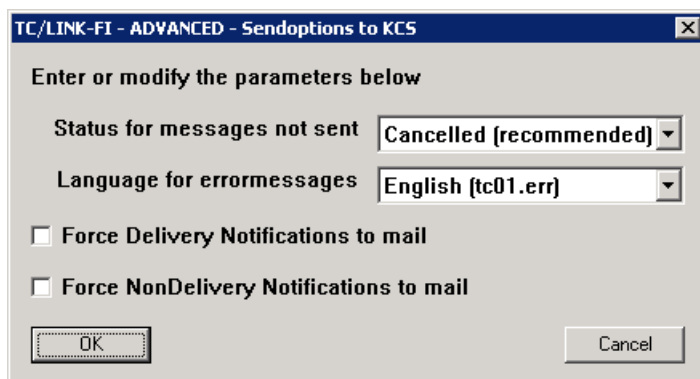 TC/LINK-FI - ADVANCED - Sendoptions to KCS
Enter or modify the parameters below
Status for messages not sent Cancelled (recommended)
Language for errormessages English (tc01.err)
Force Delivery Notifications to mail
Force NonDelivery Notifications to mail
OK Cancel